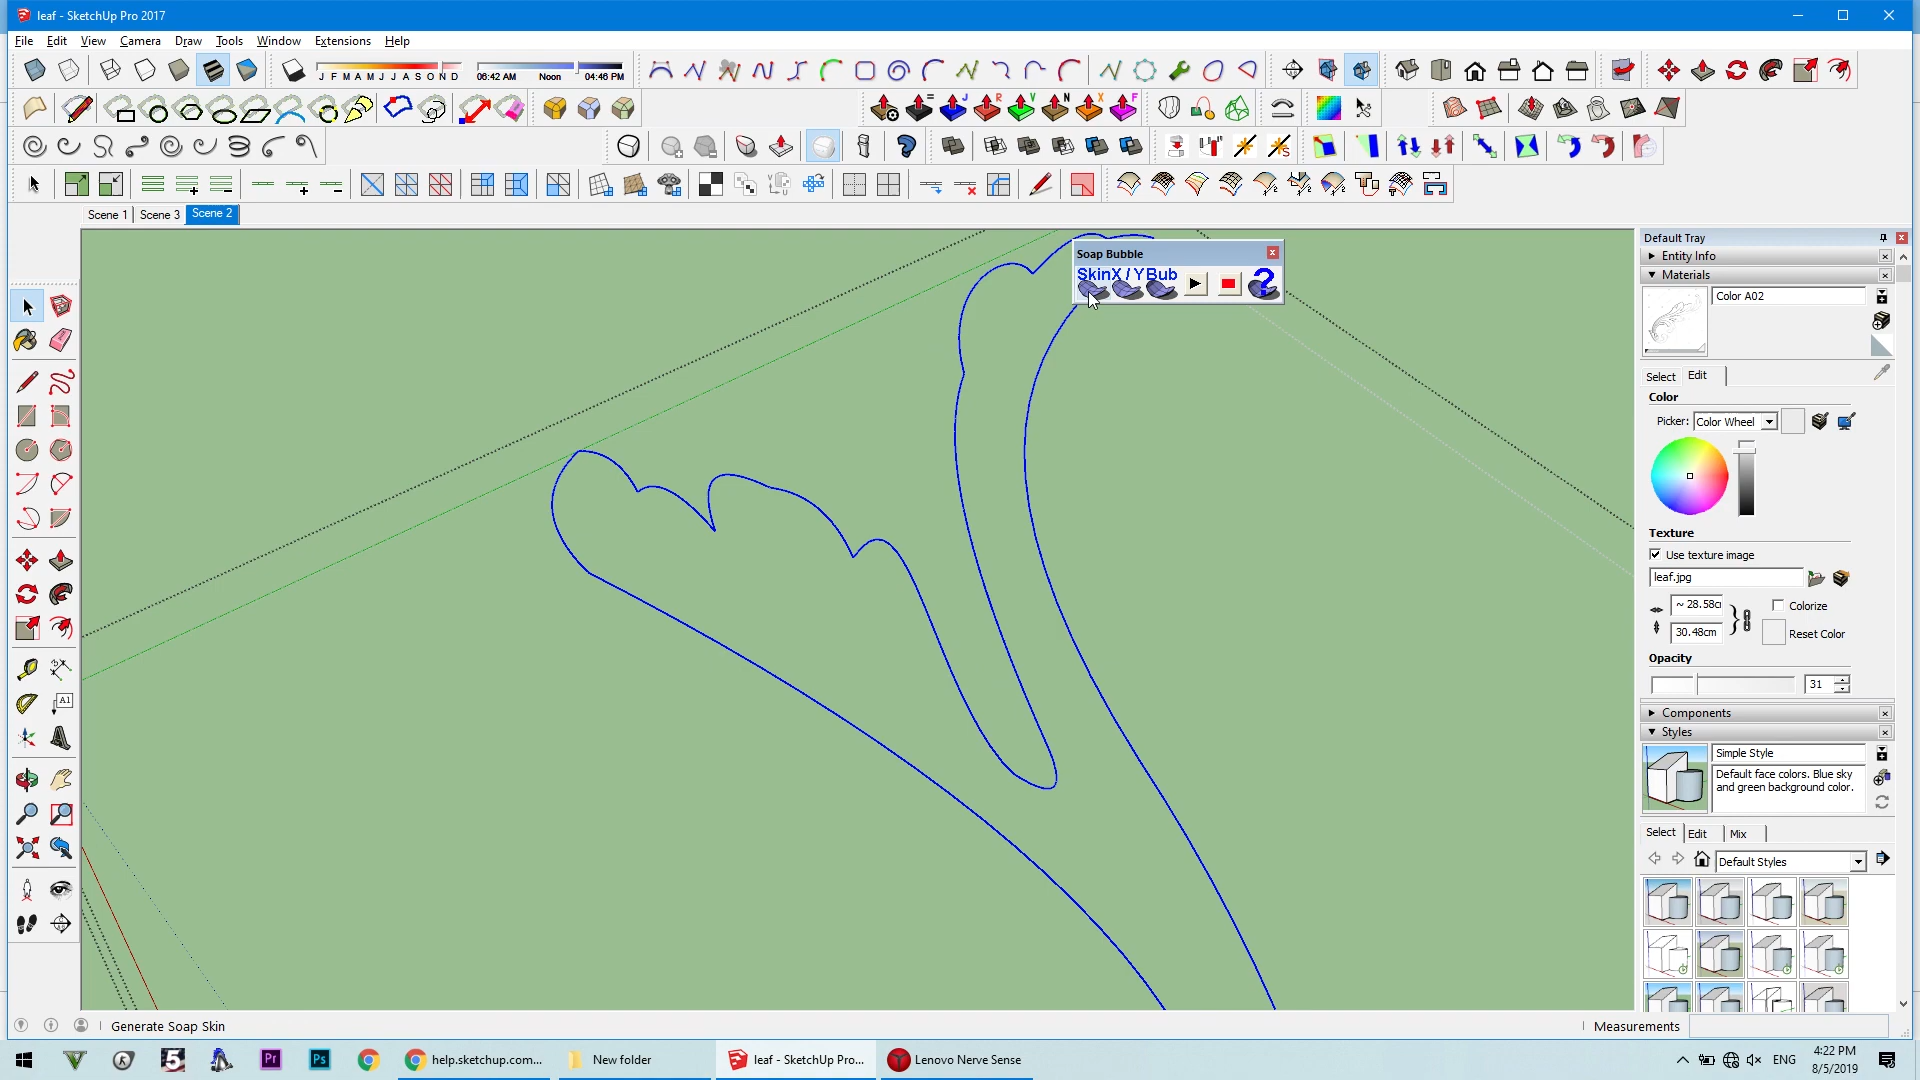 leaf - SketchUp Pro 2017
File Edit View Camera Draw Tools Window Extensions Help
J F M A M J J A S O N D
06:42 AM Noon 04:46 PM
Scene 1 Scene 3 Scene 2
Soap Bubble
SkinX / Y Bub
Default Tray
Entity Info
Materials
Color A02
Select Edit
Color
Picker: Color Wheel
Texture
Use texture image
leaf.jpg
~ 28.58c
Colorize
30.48cm
Reset Color
Opacity
31
Components
Styles
Simple Style
Default face colors. Blue sky
and green background color.
Select Edit Mix
Default Styles
Generate Soap Skin
Measurements
help.sketchup.com...
New folder
leaf - SketchUp Pro...
Lenovo Nerve Sense
ENG
4:22 PM
8/5/2019